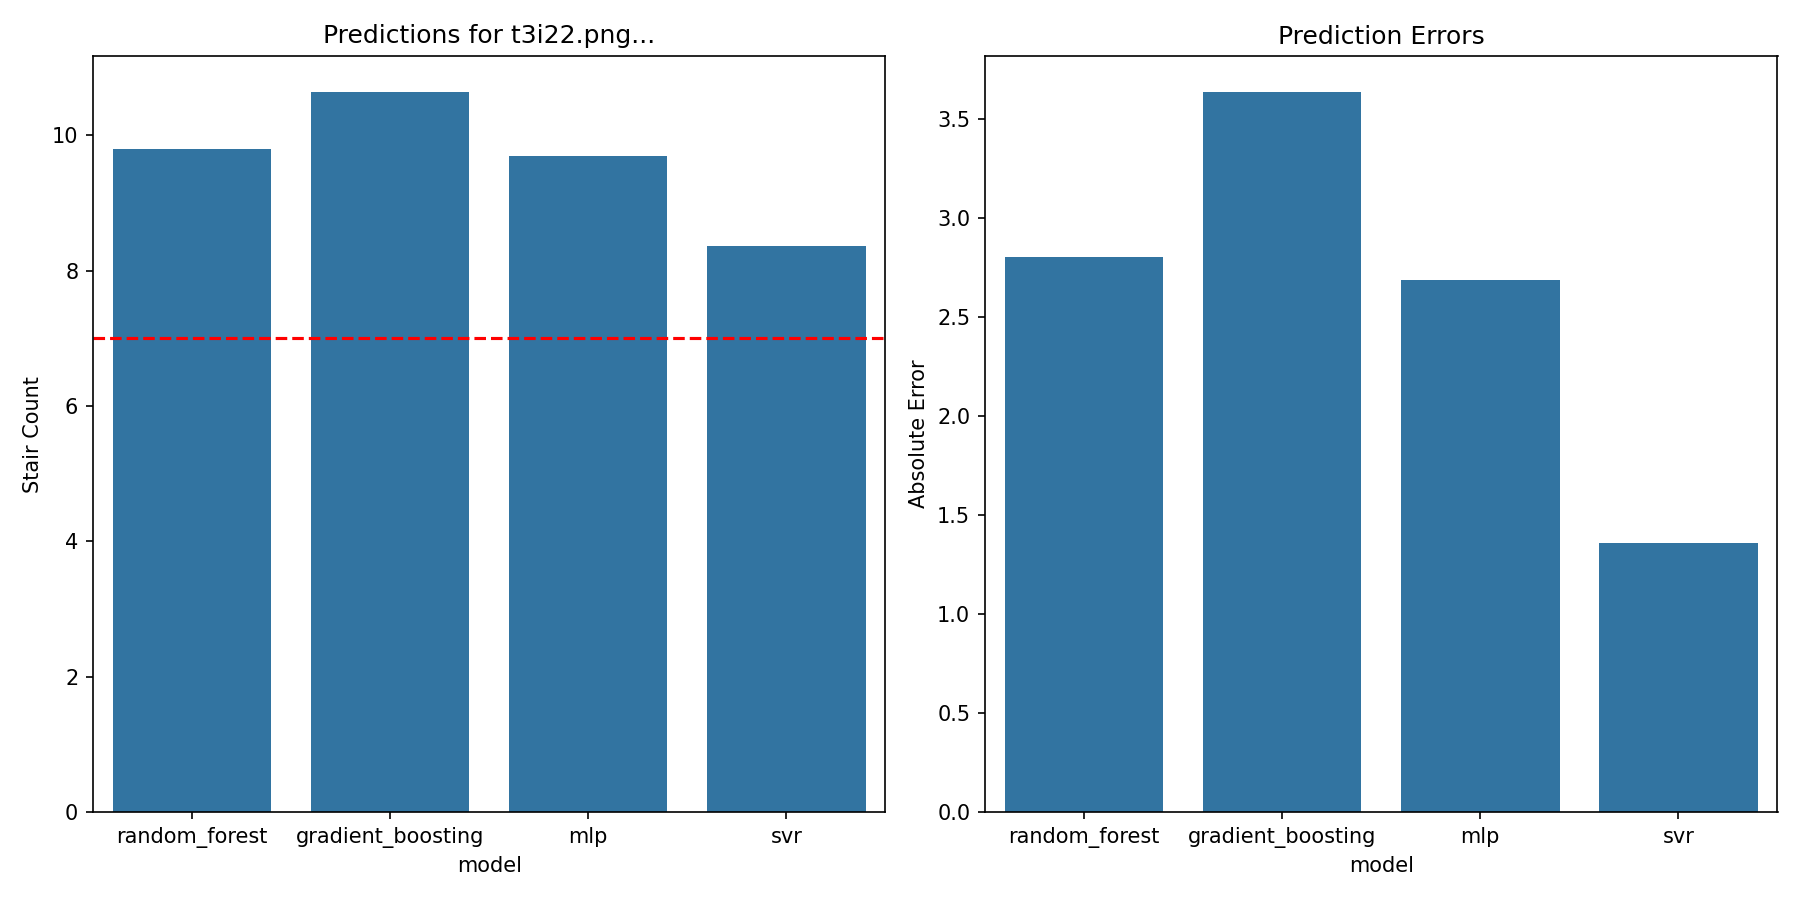 Predictions for t3i22.png...
Stair Count
10
8
6
4
2
0
random_forest gradient_boosting mlp svr
model
Prediction Errors
Absolute Error
3.5
3.0
2.5
2.0
1.5
1.0
0.5
0.0
random_forest gradient_boosting mlp svr
model